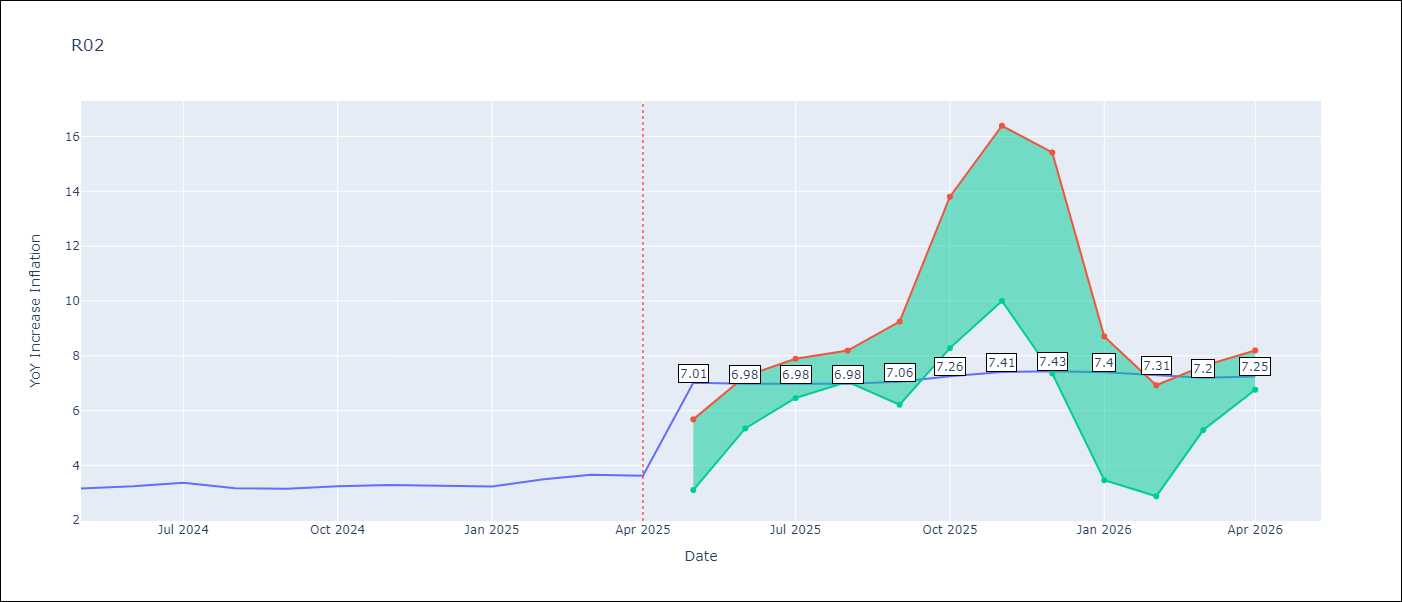 R02
YoY Increase Inflation
16
14
12
10
8
6
4
2
7.01
6.98
6.98
6.98
7.06
7.26
7.41
7.43
7.4
7.31
7.2
7.25
Jul 2024
Oct 2024
Jan 2025
Apr 2025
Jul 2025
Oct 2025
Jan 2026
Apr 2026
Date